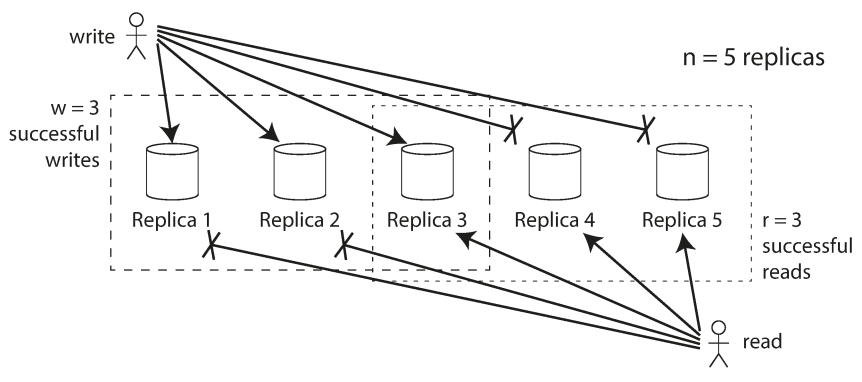 write
n = 5 replicas
w = 3
successful
writes
Replica 1
Replica 2
Replica 3
Replica 4
Replica 5
r = 3
successful
reads
read